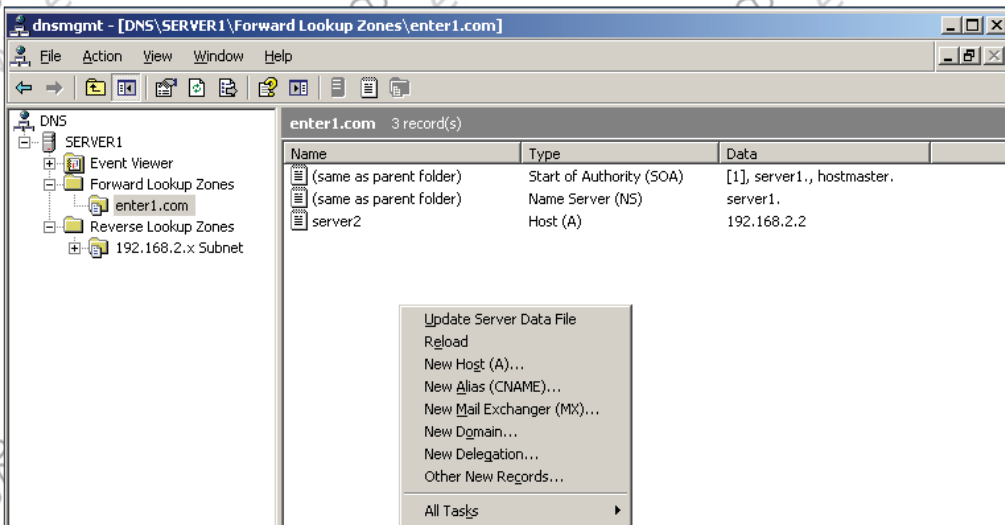 dnsmgmt - [DNS\SERVER1\Forward Lookup Zones\enter1.com]
File Action View Window Help
DNS
SERVER1
Event Viewer
Forward Lookup Zones
enter1.com
Reverse Lookup Zones
192.168.2.x Subnet
enter1.com 3 record(s)
Name Type Data
(same as parent folder) Start of Authority (SOA) [1], server1., hostmaster.
(same as parent folder) Name Server (NS) server1.
server2 Host (A) 192.168.2.2
Update Server Data File
Reload
New Host (A)...
New Alias (CNAME)...
New Mail Exchanger (MX)...
New Domain...
New Delegation...
Other New Records...
All Tasks